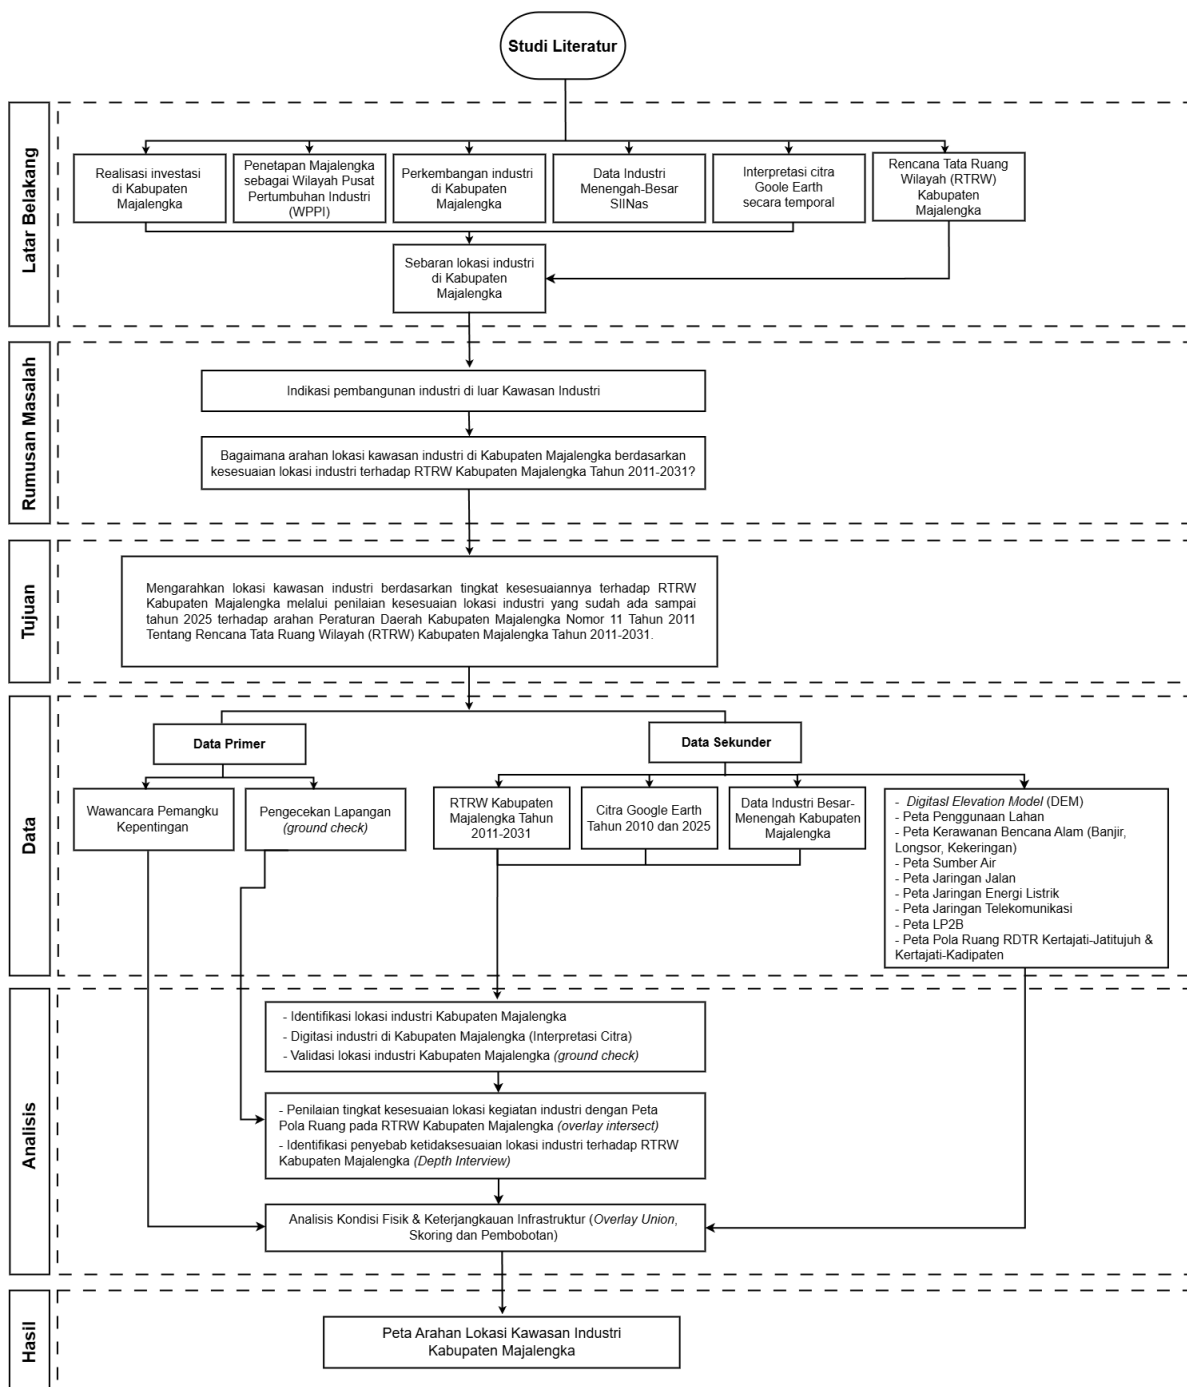 Studi Literatur
Latar Belakang
Realisasi investasi
di Kabupaten
Majalengka
Penetapan Majalengka
sebagai Wilayah Pusat
Pertumbuhan Industri
(WPPI)
Perkembangan industri
di Kabupaten
Majalengka
Data Industri
Menengah-Besar
SIINas
Interpretasi citra
Goole Earth
secara temporal
Rencana Tata Ruang
Wilayah (RTRW)
Kabupaten
Majalengka
Sebaran lokasi industri
di Kabupaten
Majalengka
Rumusan Masalah
Indikasi pembangunan industri di luar Kawasan Industri
Bagaimana arahan lokasi kawasan industri di Kabupaten Majalengka berdasarkan
kesesuaian lokasi industri terhadap RTRW Kabupaten Majalengka Tahun 2011-2031?
Tujuan
Mengarahkan lokasi kawasan industri berdasarkan tingkat kesesuaiannya terhadap RTRW
Kabupaten Majalengka melalui penilaian kesesuaian lokasi industri yang sudah ada sampai
tahun 2025 terhadap arahan Peraturan Daerah Kabupaten Majalengka Nomor 11 Tahun 2011
Tentang Rencana Tata Ruang Wilayah (RTRW) Kabupaten Majalengka Tahun 2011-2031.
Data
Data Primer
Data Sekunder
Wawancara Pemangku
Kepentingan
Pengecekan Lapangan
(ground check)
RTRW Kabupaten
Majalengka Tahun
2011-2031
Citra Google Earth
Tahun 2010 dan 2025
Data Industri Besar-
Menengah Kabupaten
Majalengka
- Digitasl Elevation Model (DEM)
- Peta Penggunaan Lahan
- Peta Kerawanan Bencana Alam (Banjir,
Longsor, Kekeringan)
- Peta Sumber Air
- Peta Jaringan Jalan
- Peta Jaringan Energi Listrik
- Peta Jaringan Telekomunikasi
- Peta LP2B
- Peta Pola Ruang RDTR Kertajati-Jatitujuh &
Kertajati-Kadipaten
Analisis
- Identifikasi lokasi industri Kabupaten Majalengka
- Digitasi industri di Kabupaten Majalengka (Interpretasi Citra)
- Validasi lokasi industri Kabupaten Majalengka (ground check)
- Penilaian tingkat kesesuaian lokasi kegiatan industri dengan Peta
Pola Ruang pada RTRW Kabupaten Majalengka (overlay intersect)
- Identifikasi penyebab ketidaksesuaian lokasi industri terhadap RTRW
Kabupaten Majalengka (Depth Interview)
Analisis Kondisi Fisik & Keterjangkauan Infrastruktur (Overlay Union,
Skoring dan Pembobotan)
Hasil
Peta Arahan Lokasi Kawasan Industri
Kabupaten Majalengka